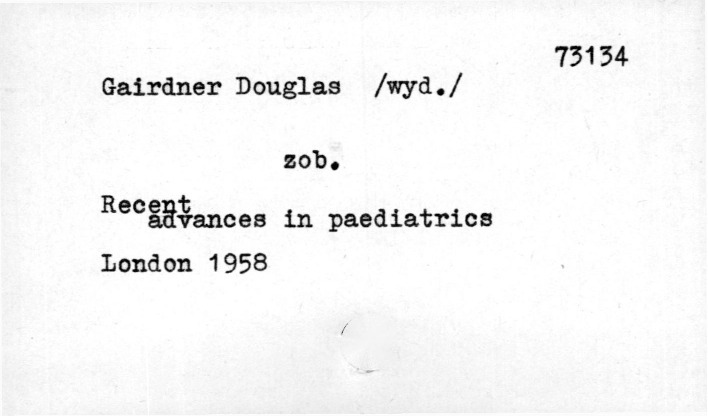 73134
Gairdner Douglas /wyd./
zob.
Recent advances in paediatrics
London 1958